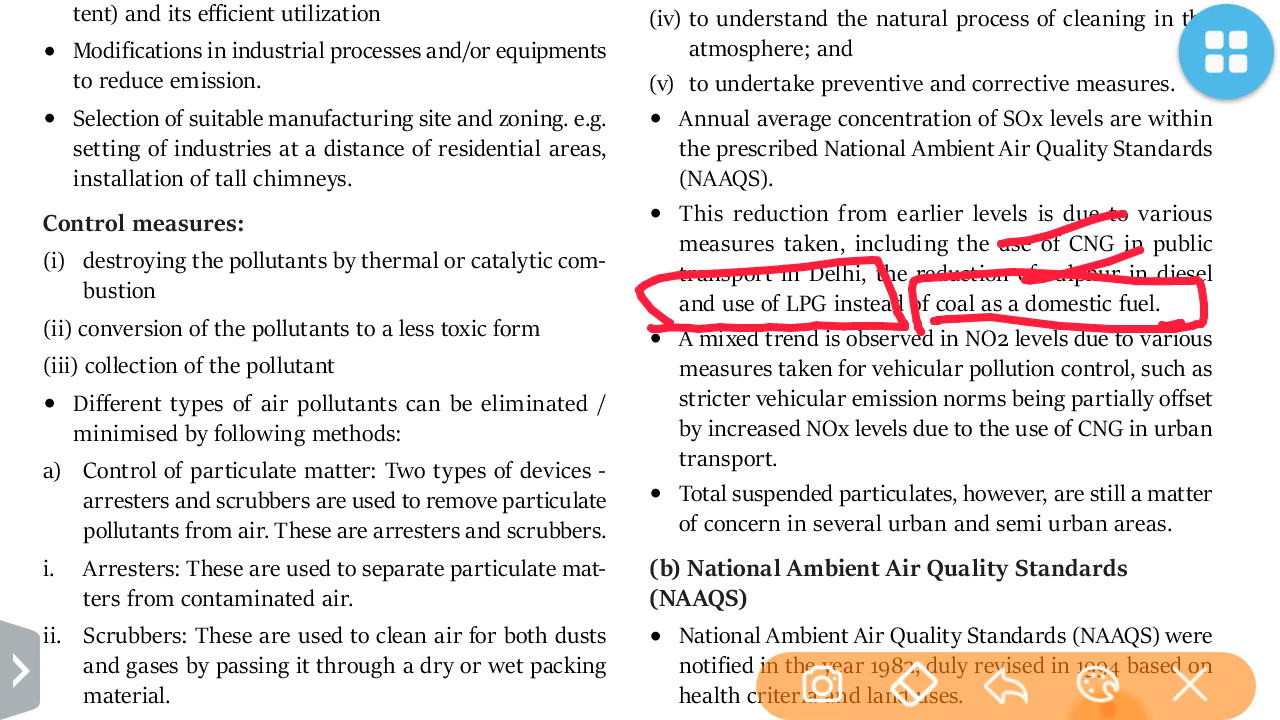 tent) and its efficient utilization
• Modifications in industrial processes and/or equipments
to reduce emission.
• Selection of suitable manufacturing site and zoning. e.g.
setting of industries at a distance of residential areas,
installation of tall chimneys.
Control measures:
(i) destroying the pollutants by thermal or catalytic com-
bustion
(ii) conversion of the pollutants to a less toxic form
(iii) collection of the pollutant
• Different types of air pollutants can be eliminated /
minimised by following methods:
a) Control of particulate matter: Two types of devices -
arresters and scrubbers are used to remove particulate
pollutants from air. These are arresters and scrubbers.
i. Arresters: These are used to separate particulate mat-
ters from contaminated air.
ii. Scrubbers: These are used to clean air for both dusts
and gases by passing it through a dry or wet packing
material.
(iv) to understand the natural process of cleaning in
atmosphere; and
(v) to undertake preventive and corrective measures.
• Annual average concentration of SOx levels are within
the prescribed National Ambient Air Quality Standards
(NAAQS).
• This reduction from earlier levels is due to various
measures taken, including the use of CNG in public
transport in Delhi, the reduction of sulphur in diesel
and use of LPG instead of coal as a domestic fuel.
• A mixed trend is observed in NO2 levels due to various
measures taken for vehicular pollution control, such as
stricter vehicular emission norms being partially offset
by increased NOx levels due to the use of CNG in urban
transport.
• Total suspended particulates, however, are still a matter
of concern in several urban and semi urban areas.
(b) National Ambient Air Quality Standards
(NAAQS)
• National Ambient Air Quality Standards (NAAQS) were
notified in the year duly revised in 1994 based on
health criteria and land uses.